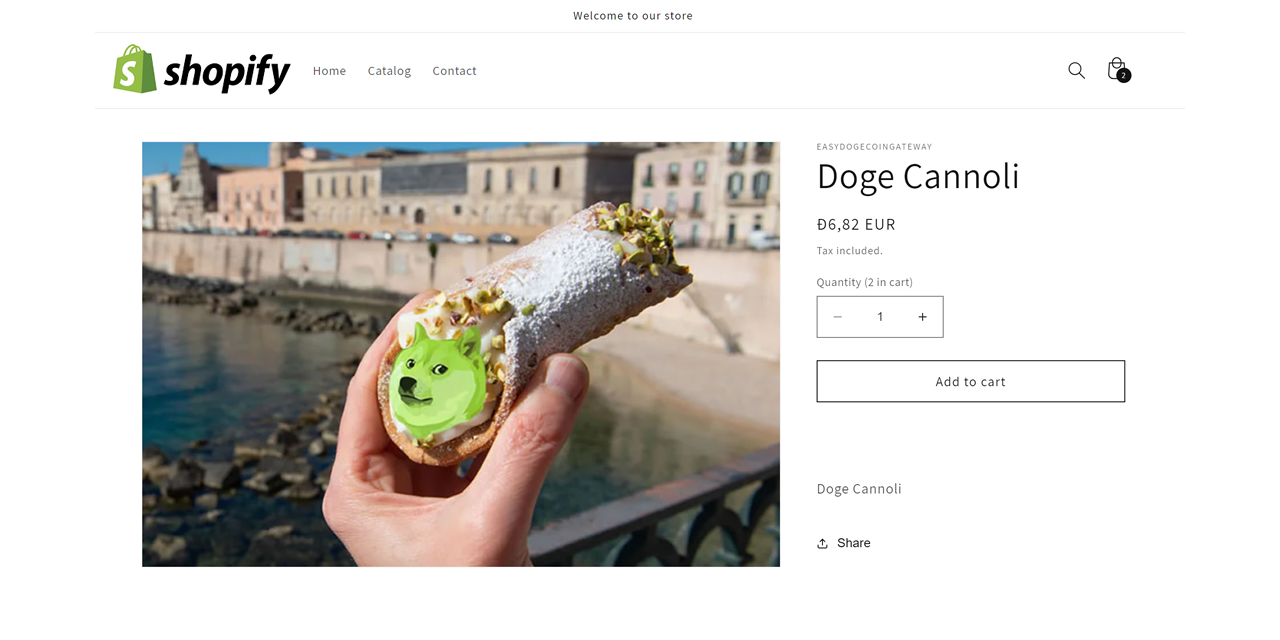 Welcome to our store
S shopify
Home
Catalog
Contact
2
EASYDOGECOINGATEWAY
Doge Cannoli
Ð6,82 EUR
Tax included.
Quantity (2 in cart)
− 1 +
Add to cart
Doge Cannoli
Share